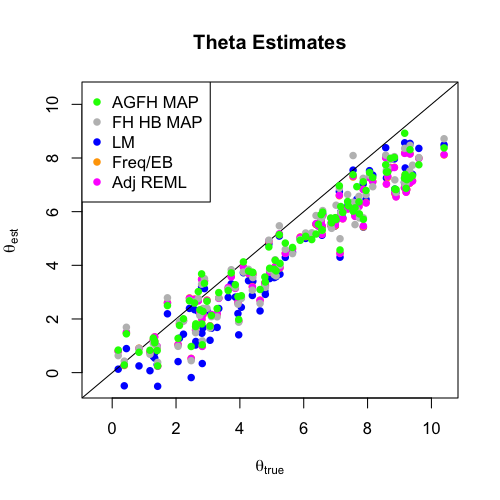 Theta Estimates
AGFH MAP
FH HB MAP
LM
Freq/EB
Adj REML
10
8
6
4
2
0
θest
0 2 4 6 8 10
θtrue